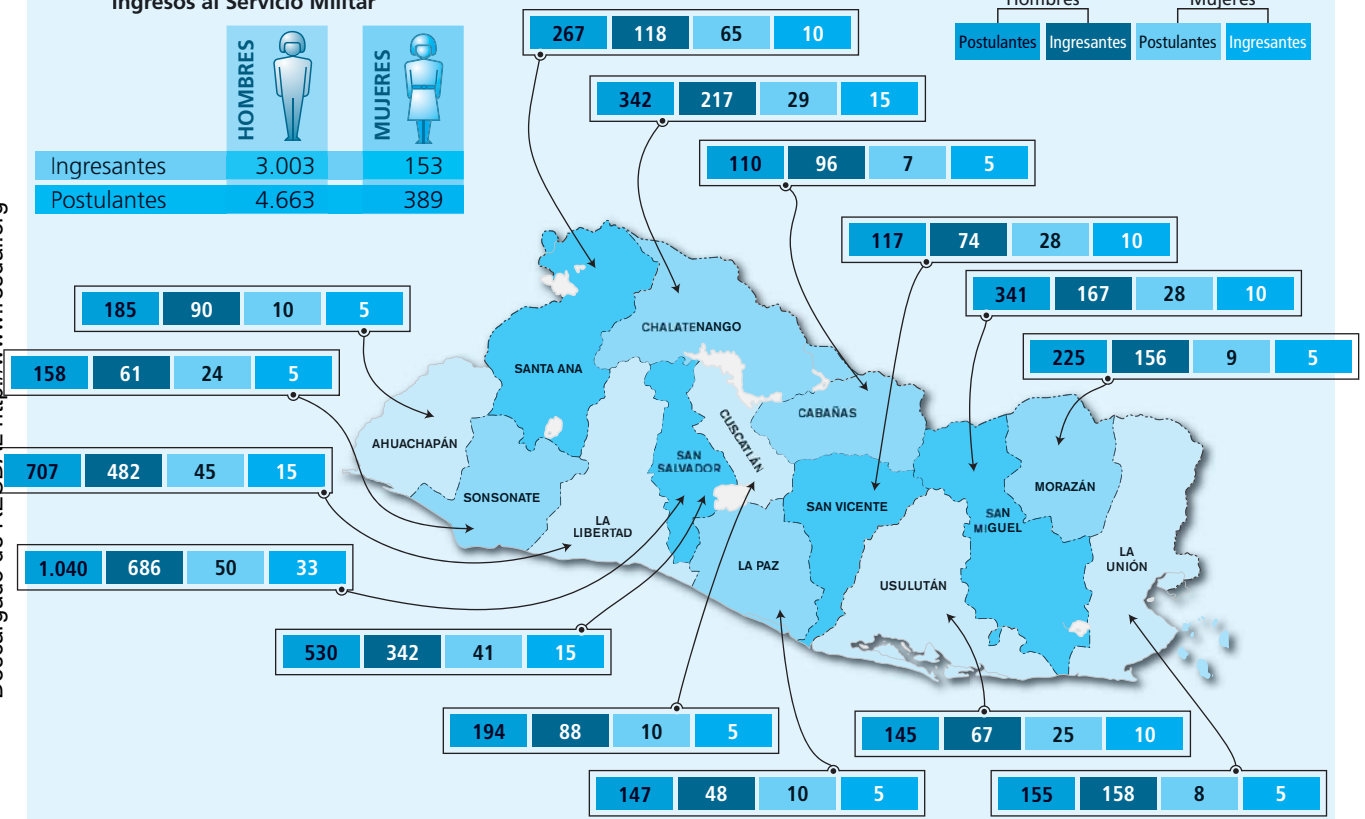 Ingresos al Servicio Militar
HOMBRES MUJERES
Ingresantes 3.003 153
Postulantes 4.663 389
Hombres Mujeres
Postulantes Ingresantes Postulantes Ingresantes
267 118 65 10
342 217 29 15
110 96 7 5
117 74 28 10
341 167 28 10
225 156 9 5
185 90 10 5
158 61 24 5
707 482 45 15
1.040 686 50 33
530 342 41 15
194 88 10 5
147 48 10 5
145 67 25 10
155 158 8 5
CHALATENANGO
SANTA ANA
CABAÑAS
CUSCATLÁN
AHUACHAPÁN
SAN
SALVADOR
SONSONATE
LA
LIBERTAD
SAN VICENTE
MORAZÁN
SAN
MIGUEL
LA PAZ
USULUTÁN
LA
UNIÓN